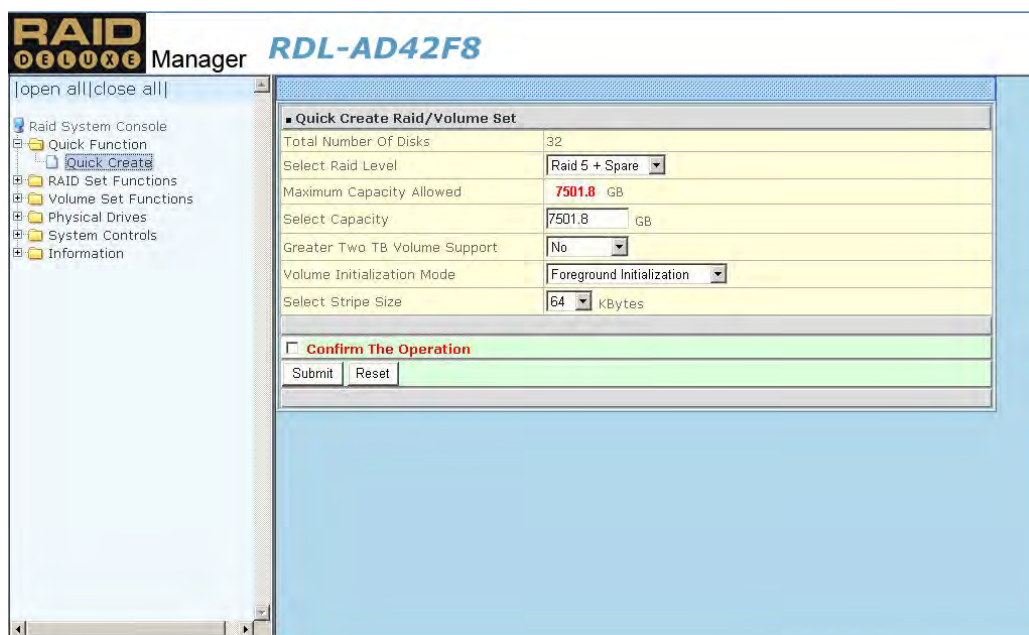 RAID
DELUXE Manager
RDL-AD42F8
|open all|close all|
Raid System Console
Quick Function
Quick Create
RAID Set Functions
Volume Set Functions
Physical Drives
System Controls
Information
Quick Create Raid/Volume Set
Total Number Of Disks 32
Select Raid Level Raid 5 + Spare
Maximum Capacity Allowed 7501.8 GB
Select Capacity 7501.8 GB
Greater Two TB Volume Support No
Volume Initialization Mode Foreground Initialization
Select Stripe Size 64 KBytes
Confirm The Operation
Submit Reset